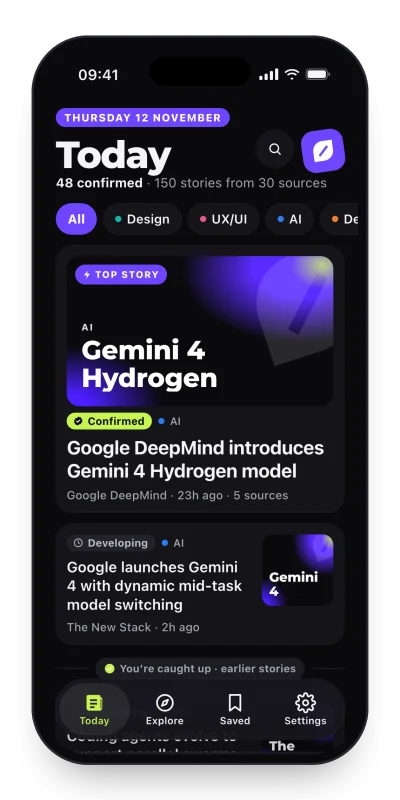 09:41
THURSDAY 12 NOVEMBER
Today
48 confirmed · 150 stories from 30 sources
All
Design
UX/UI
AI
De
TOP STORY
AI
Gemini 4
Hydrogen
Confirmed
AI
Google DeepMind introduces
Gemini 4 Hydrogen model
Google DeepMind · 23h ago · 5 sources
Developing
AI
Google launches Gemini
4 with dynamic mid-task
model switching
The New Stack · 2h ago
Gemini
4
You’re caught up · earlier stories
Today
Explore
Saved
Settings
The